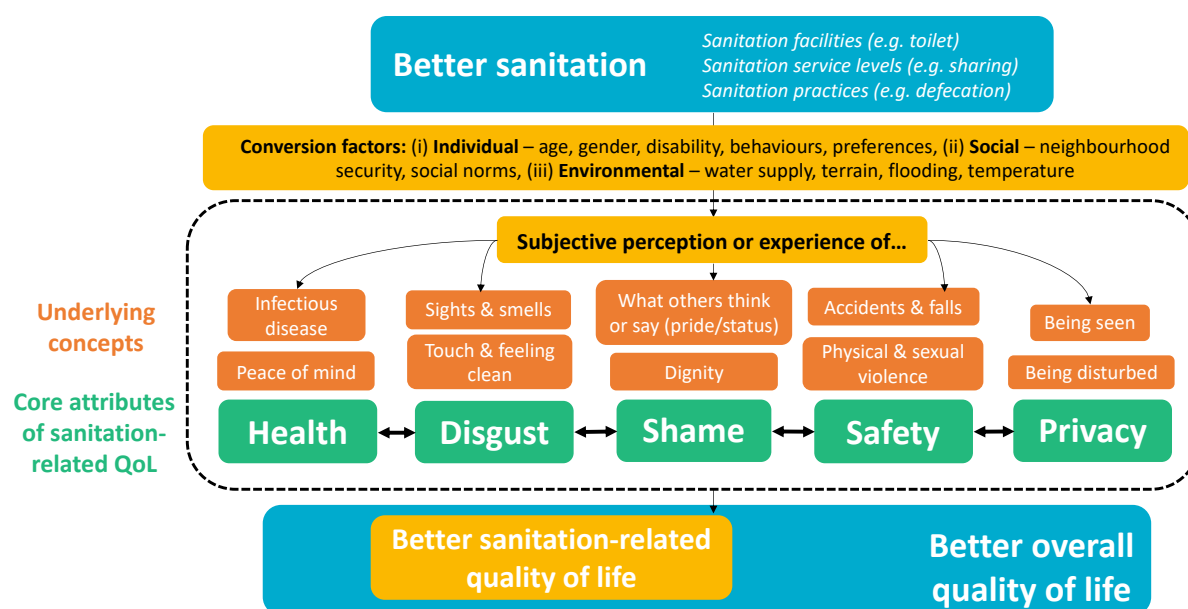 Better sanitation
Sanitation facilities (e.g. toilet)
Sanitation service levels (e.g. sharing)
Sanitation practices (e.g. defecation)
Conversion factors: (i) Individual – age, gender, disability, behaviours, preferences, (ii) Social – neighbourhood
security, social norms, (iii) Environmental – water supply, terrain, flooding, temperature
Subjective perception or experience of…
Underlying
concepts
Infectious
disease
Sights & smells
What others think
or say (pride/status)
Accidents & falls
Being seen
Peace of mind
Touch & feeling
clean
Dignity
Physical & sexual
violence
Being disturbed
Core attributes
of sanitation-
related QoL
Health
Disgust
Shame
Safety
Privacy
Better sanitation-related
quality of life
Better overall
quality of life